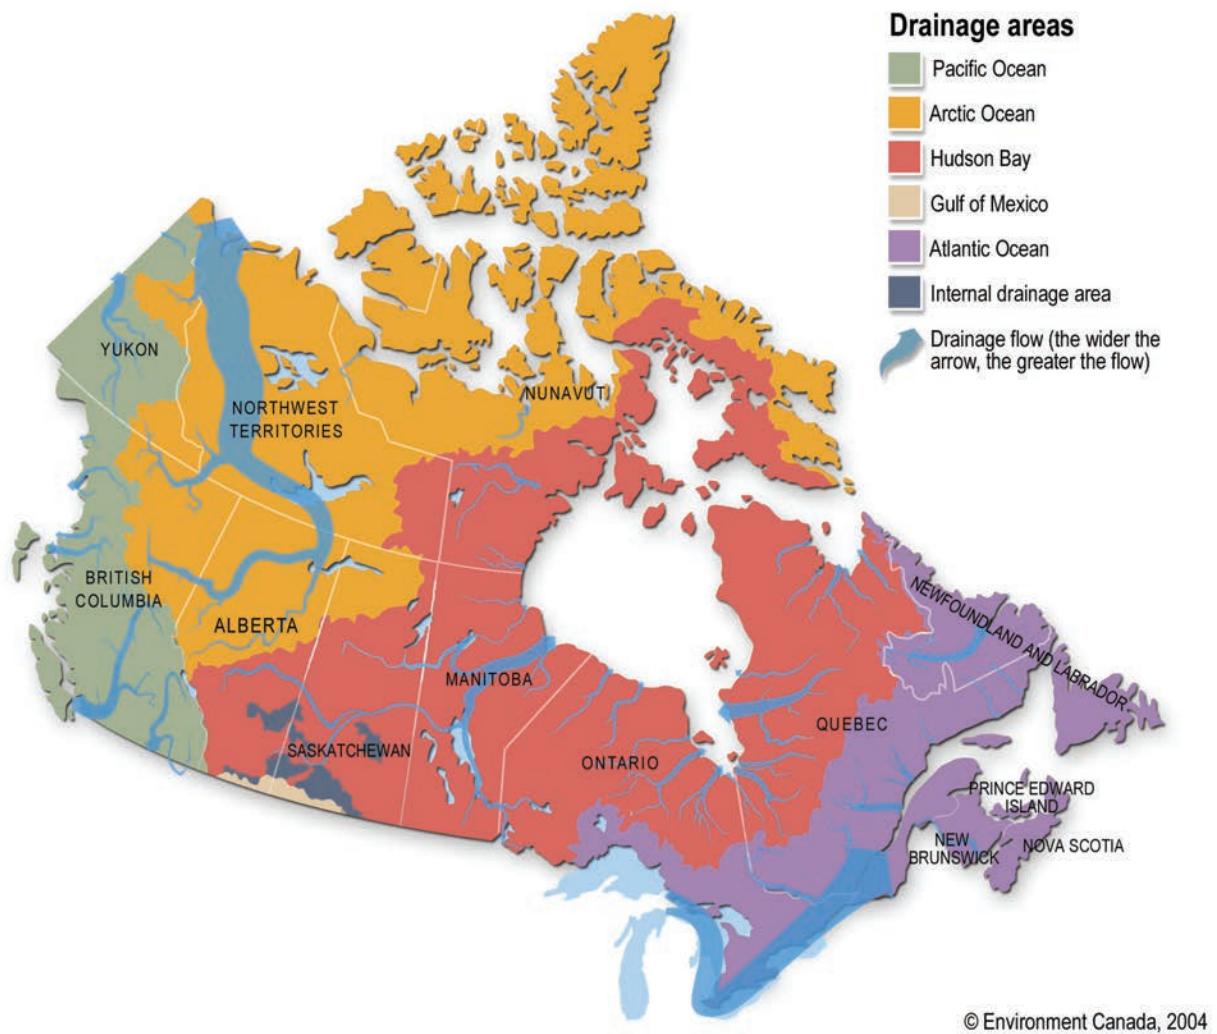 Drainage areas
Pacific Ocean
Arctic Ocean
Hudson Bay
Gulf of Mexico
Atlantic Ocean
Internal drainage area
Drainage flow (the wider the
arrow, the greater the flow)
YUKON
NORTHWEST
TERRITORIES
NUNAVUT
BRITISH
COLUMBIA
ALBERTA
SASKATCHEWAN
MANITOBA
ONTARIO
QUEBEC
NEWFOUNDLAND AND LABRADOR
PRINCE EDWARD
ISLAND
NEW
BRUNSWICK
NOVA SCOTIA
© Environment Canada, 2004